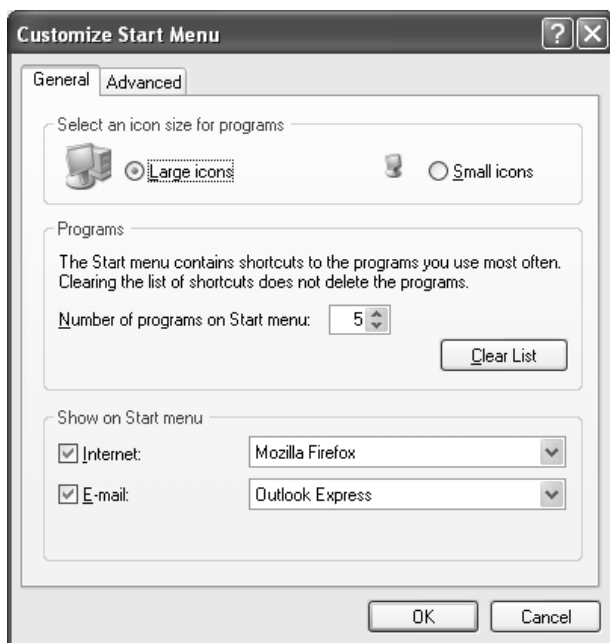 Customize Start Menu
General Advanced
Select an icon size for programs
Large icons Small icons
Programs
The Start menu contains shortcuts to the programs you use most often.
Clearing the list of shortcuts does not delete the programs.
Number of programs on Start menu: 5
Clear List
Show on Start menu
Internet: Mozilla Firefox
E-mail: Outlook Express
OK Cancel